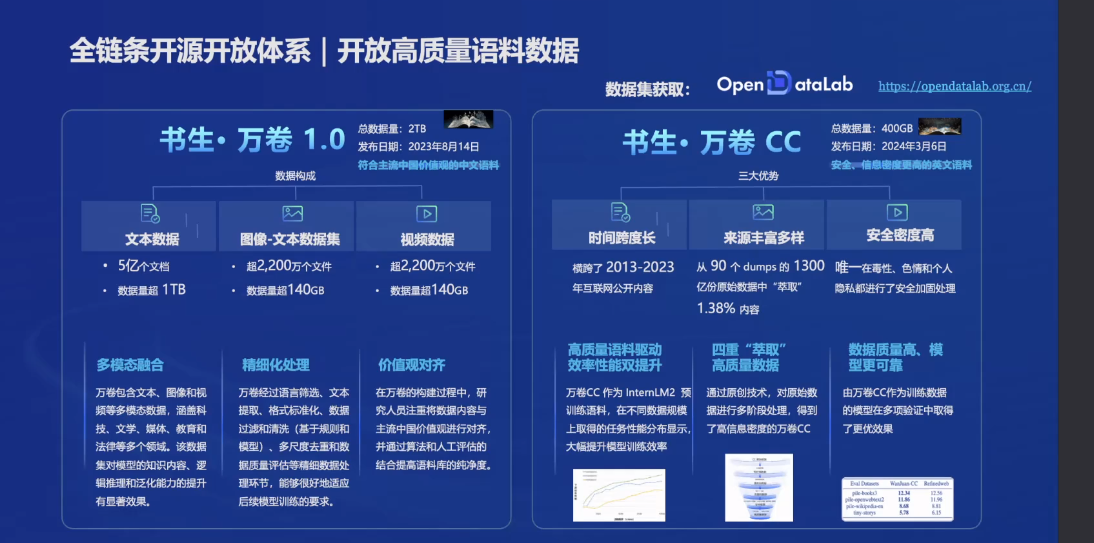 全链条开源开放体系｜开放高质量语料数据
数据集获取：
OpenDataLab
https://opendatalab.org.cn/
书生·万卷 1.0
总数据量：2TB
发布日期：2023年8月14日
符合主流中国价值观的中文语料
数据构成
文本数据
图像-文本数据集
视频数据
• 5亿个文档
• 数据量超 1TB
• 超2,200万个文件
• 数据量超140GB
• 超2,200万个文件
• 数据量超140GB
多模态融合
万卷包含文本、图像和视
频等多模态数据，涵盖科
技、文学、媒体、教育和
法律等多个领域。该数据
集对模型的知识内容、逻
辑推理和泛化能力的提升
有显著效果。
精细化处理
万卷经过语言筛选、文本
提取、格式标准化、数据
过滤和清洗（基于规则和
模型）、多尺度去重和数
据质量评估等精细数据处
理环节，能够很好地适应
后续模型训练的要求。
价值观对齐
在万卷的构建过程中，研
究人员注重将数据内容与
主流中国价值观进行对齐，
并通过算法和人工评估的
结合提高语料库的纯净度。
书生·万卷 CC
总数据量：400GB
发布日期：2024年3月6日
安全、信息密度更高的英文语料
三大优势
时间跨度长
来源丰富多样
安全密度高
横跨了 2013-2023
年互联网公开内容
从 90 个 dumps 的 1300
亿份原始数据中“萃取”
1.38% 内容
唯一在毒性、色情和个人
隐私都进行了安全加固处理
高质量语料驱动
效率性能双提升
万卷CC 作为 InternLM2 预
训练语料，在不同数据规模
上取得的任务性能分布显示，
大幅提升模型训练效率
四重“萃取”
高质量数据
通过原创技术，对原始数
据进行多阶段处理，得到
了高信息密度的万卷CC
数据质量高、模
型更可靠
由万卷CC作为训练数据
的模型在多项验证中取得
了更优效果
Eval Datasets WanJuan CC Refinedweb
pile-books3 12.34 12.56
pile-openwebtext2 11.86 11.98
pile-wikipedia-en 8.68 8.81
tiny-storys 5.78 6.15